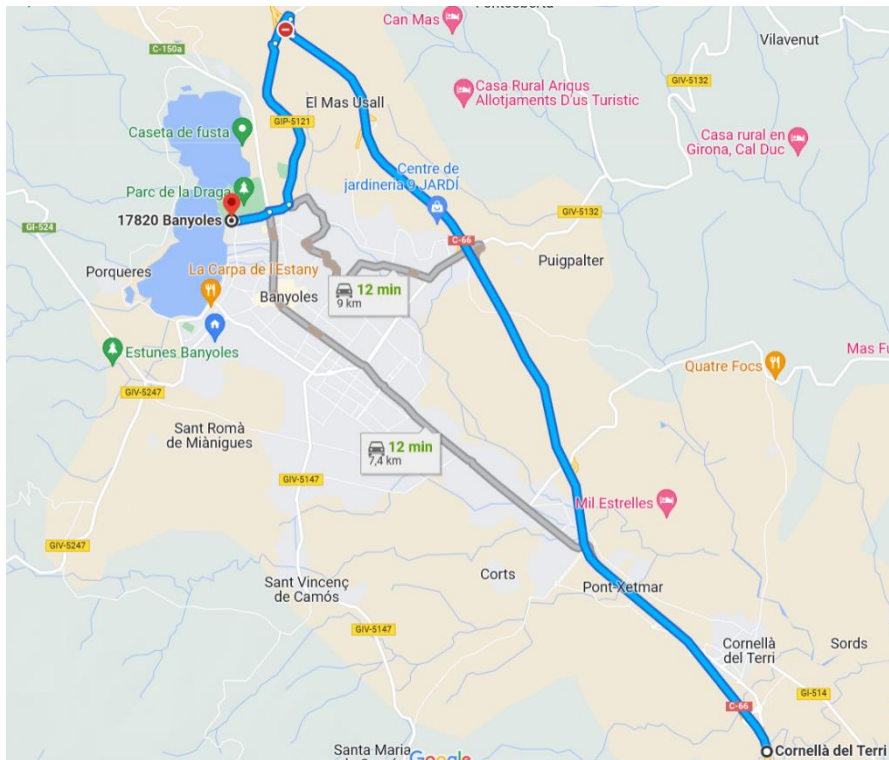 Pontcobertà
Can Mas
Vilavenut
C-150a
Casa Rural Ariqus
Allotjaments D'us Turistic
GIV-5132
El Mas Usall
GIP-5121
Caseta de fusta
Casa rural en
Girona, Cal Duc
Centre de
jardineria 9 JARDÍ
Parc de la Draga
17820 Banyoles
GIV-5132
GI-524
C-66
Puigpalter
Porqueres
La Carpa de l'Estany
Banyoles
12 min
9 km
Estunes Banyoles
Mas Fu
Quatre Focs
GIV-5247
Sant Romà
de Miànigues
12 min
7,4 km
GIV-5147
Mil Estrelles
GIV-5247
Corts
Sant Vincenç
de Camós
Pont-Xetmar
GIV-5147
Cornellà
del Terri
Sords
GI-514
C-66
Santa Maria
Google
Cornellà del Terri